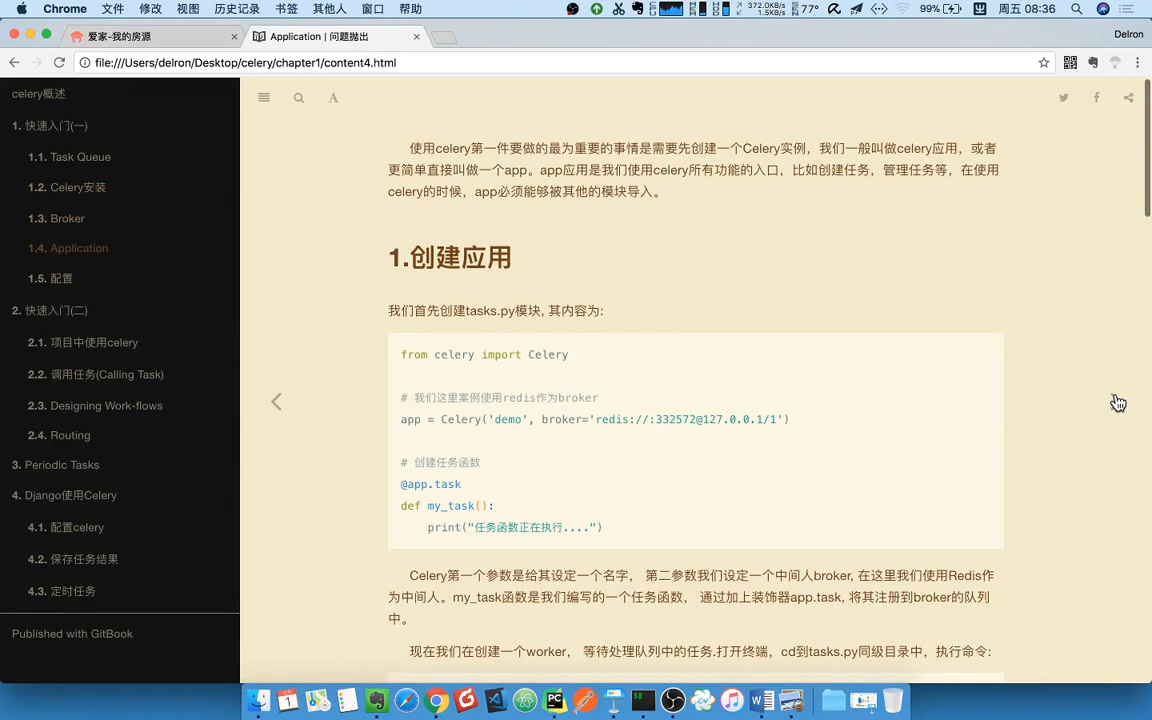 Chrome 文件 修改 视图 历史记录 书签 其他人 窗口 帮助 372.0KB/s 1.5KB/s 77° 99% 周五 08:36
爱家-我的房源 Application | 问题抛出 Delron
file:///Users/delron/Desktop/celery/chapter1/content4.html
celery概述
1. 快速入门(一)
1.1. Task Queue
1.2. Celery安装
1.3. Broker
1.4. Application
1.5. 配置
2. 快速入门(二)
2.1. 项目中使用celery
2.2. 调用任务(Calling Task)
2.3. Designing Work-flows
2.4. Routing
3. Periodic Tasks
4. Django使用Celery
4.1. 配置celery
4.2. 保存任务结果
4.3. 定时任务
Published with GitBook
A
使用celery第一件要做的最为重要的事情是需要先创建一个Celery实例，我们一般叫做celery应用，或者
更简单直接叫做一个app。app应用是我们使用celery所有功能的入口，比如创建任务，管理任务等，在使用
celery的时候，app必须能够被其他的模块导入。
1.创建应用
我们首先创建tasks.py模块, 其内容为:
from celery import Celery
# 我们这里案例使用redis作为broker
app = Celery('demo', broker='redis://:332572@127.0.0.1/1')
# 创建任务函数
@app.task
def my_task():
print("任务函数正在执行....")
Celery第一个参数是给其设定一个名字， 第二参数我们设定一个中间人broker, 在这里我们使用Redis作
为中间人。my_task函数是我们编写的一个任务函数， 通过加上装饰器app.task, 将其注册到broker的队列
中。
现在我们在创建一个worker， 等待处理队列中的任务.打开终端，cd到tasks.py同级目录中，执行命令: